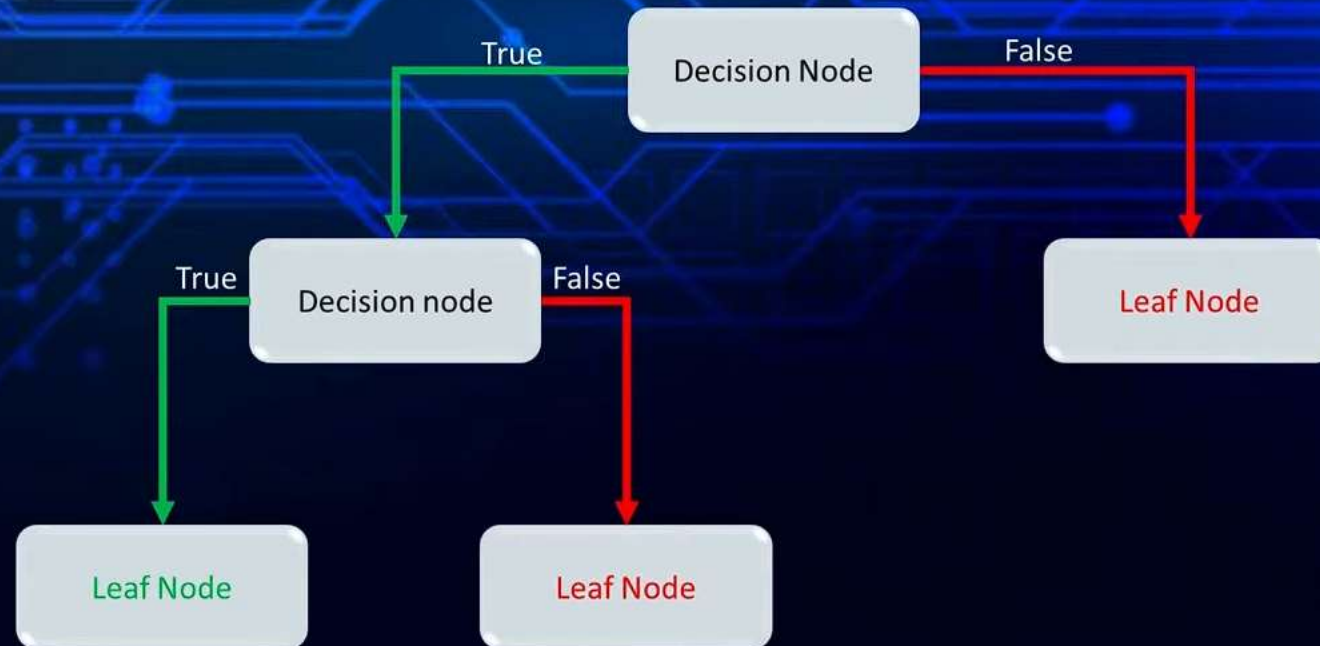 True
Decision Node
False
True
Decision node
False
Leaf Node
Leaf Node
Leaf Node